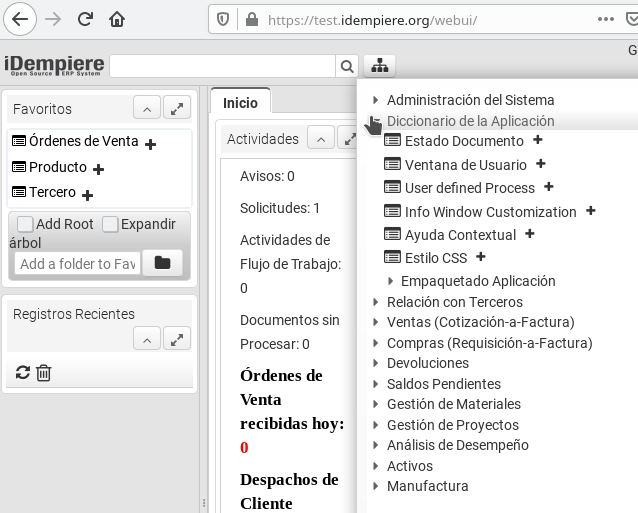 https://test.idempiere.org/webui/
G
iDempiere
Open Source ERP System
Favoritos
Órdenes de Venta
Producto
Tercero
Add Root Expandir
árbol
Add a folder to Fav
Registros Recientes
Inicio
Actividades
Avisos: 0
Solicitudes: 1
Actividades de
Flujo de Trabajo:
0
Documentos sin
Procesar: 0
Órdenes de
Venta
recibidas hoy:
0
Despachos de
Cliente
Administración del Sistema
Diccionario de la Aplicación
Estado Documento
Ventana de Usuario
User defined Process
Info Window Customization
Ayuda Contextual
Estilo CSS
Empaquetado Aplicación
Relación con Terceros
Ventas (Cotización-a-Factura)
Compras (Requisición-a-Factura)
Devoluciones
Saldos Pendientes
Gestión de Materiales
Gestión de Proyectos
Análisis de Desempeño
Activos
Manufactura